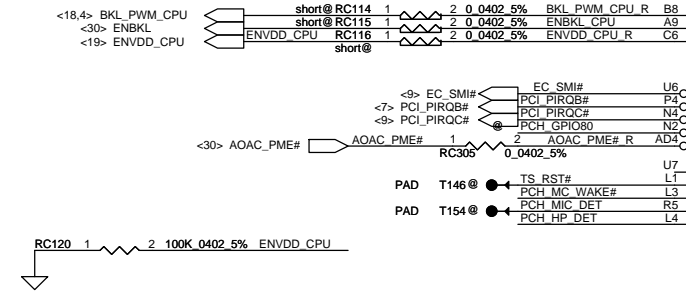 <18,4> BKL_PWM_CPU short@ RC114 1 2 0_0402_5% BKL_PWM_CPU_R B8
<30> ENBKL short@ RC115 1 2 0_0402_5% ENBKL_CPU A9
<19> ENVDD_CPU ENVDD_CPU RC116 1 2 0_0402_5% ENVDD_CPU_R C6
short@
<9> EC_SMI# EC_SMI# U6
<7> PCI_PIRQB# PCI_PIRQB# P4
<9> PCI_PIRQC# PCI_PIRQC# N4
@ PCH_GPIO80 N2
<30> AOAC_PME# AOAC_PME# 1 2 AOAC_PME#_R AD4
RC305 0_0402_5%
U7
PAD T146 @ TS_RST# L1
PCH_MC_WAKE# L3
PAD T154 @ PCH_MIC_DET R5
PCH_HP_DET L4
RC120 1 2 100K_0402_5% ENVDD_CPU